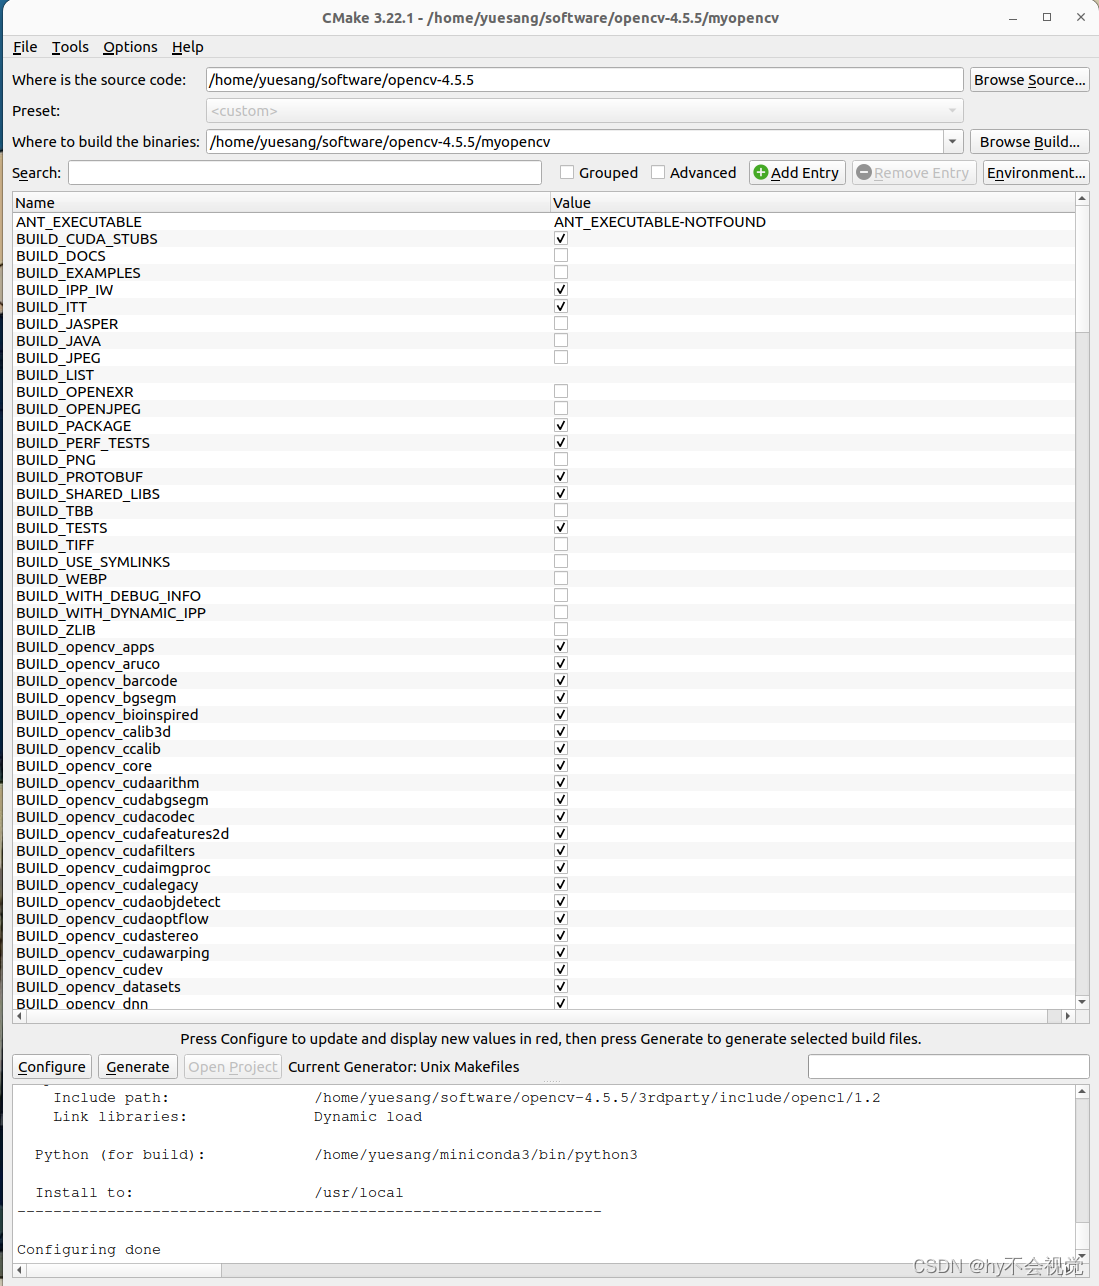 CMake 3.22.1 - /home/yuesang/software/opencv-4.5.5/myopencv
File Tools Options Help
Where is the source code: /home/yuesang/software/opencv-4.5.5 Browse Source...
Preset: <custom>
Where to build the binaries: /home/yuesang/software/opencv-4.5.5/myopencv Browse Build...
Search: Grouped Advanced Add Entry Remove Entry Environment...
Name Value
ANT_EXECUTABLE ANT_EXECUTABLE-NOTFOUND
BUILD_CUDA_STUBS
BUILD_DOCS
BUILD_EXAMPLES
BUILD_IPP_IW
BUILD_ITT
BUILD_JASPER
BUILD_JAVA
BUILD_JPEG
BUILD_LIST
BUILD_OPENEXR
BUILD_OPENJPEG
BUILD_PACKAGE
BUILD_PERF_TESTS
BUILD_PNG
BUILD_PROTOBUF
BUILD_SHARED_LIBS
BUILD_TBB
BUILD_TESTS
BUILD_TIFF
BUILD_USE_SYMLINKS
BUILD_WEBP
BUILD_WITH_DEBUG_INFO
BUILD_WITH_DYNAMIC_IPP
BUILD_ZLIB
BUILD_opencv_apps
BUILD_opencv_aruco
BUILD_opencv_barcode
BUILD_opencv_bgsegm
BUILD_opencv_bioinspired
BUILD_opencv_calib3d
BUILD_opencv_ccalib
BUILD_opencv_core
BUILD_opencv_cudaarithm
BUILD_opencv_cudabgsegm
BUILD_opencv_cudacodec
BUILD_opencv_cudafeatures2d
BUILD_opencv_cudafilters
BUILD_opencv_cudaimgproc
BUILD_opencv_cudalegacy
BUILD_opencv_cudaobjdetect
BUILD_opencv_cudaoptflow
BUILD_opencv_cudastereo
BUILD_opencv_cudawarping
BUILD_opencv_cudev
BUILD_opencv_datasets
BUILD_opencv_dnn
Press Configure to update and display new values in red, then press Generate to generate selected build files.
Configure Generate Open Project Current Generator: Unix Makefiles
Include path: /home/yuesang/software/opencv-4.5.5/3rdparty/include/opencl/1.2
Link libraries: Dynamic load
Python (for build): /home/yuesang/miniconda3/bin/python3
Install to: /usr/local
-----------------------------------------------------------------
Configuring done
CSDN @hy不会视觉